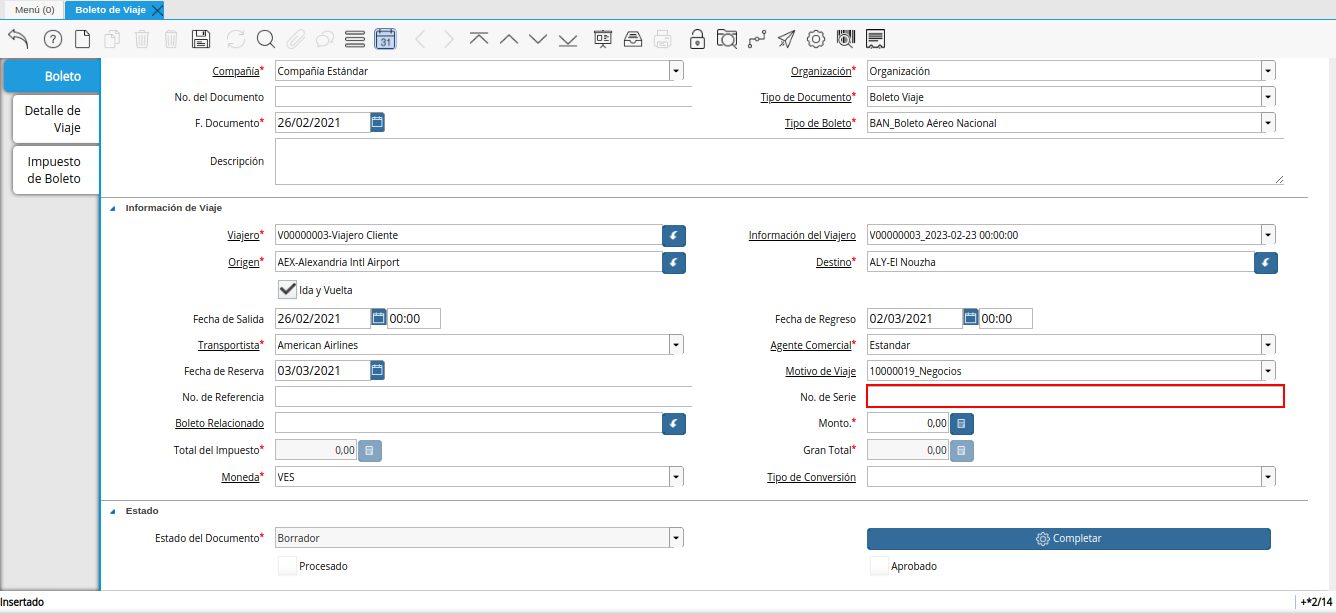 Menú (0) Boleto de Viaje
31
Boleto
Detalle de
Viaje
Impuesto
de Boleto
Compañía* Compañía Estándar Organización* Organización
No. del Documento Tipo de Documento* Boleto Viaje
F. Documento* 26/02/2021 Tipo de Boleto* BAN_Boleto Aéreo Nacional
Descripción
Información de Viaje
Viajero* V00000003-Viajero Cliente Información del Viajero V00000003_2023-02-23 00:00:00
Origen* AEX-Alexandria Intl Airport Destino* ALY-El Nouzha
Ida y Vuelta
Fecha de Salida 26/02/2021 00:00 Fecha de Regreso 02/03/2021 00:00
Transportista* American Airlines Agente Comercial* Estandar
Fecha de Reserva 03/03/2021 Motivo de Viaje 10000019_Negocios
No. de Referencia No. de Serie
Boleto Relacionado Monto.* 0,00
Total del Impuesto* 0,00 Gran Total* 0,00
Moneda* VES Tipo de Conversión
Estado
Estado del Documento* Borrador Completar
Procesado Aprobado
Insertado +*2/14